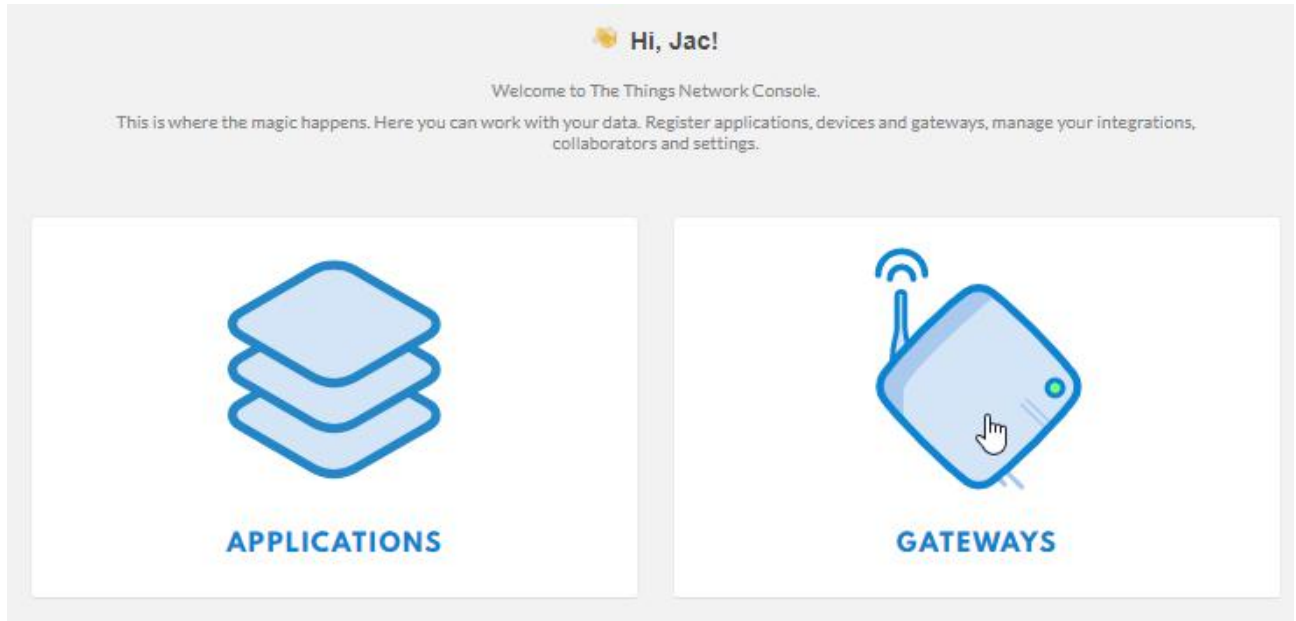 Hi, Jac!
Welcome to The Things Network Console.
This is where the magic happens. Here you can work with your data. Register applications, devices and gateways, manage your integrations,
collaborators and settings.
APPLICATIONS
GATEWAYS